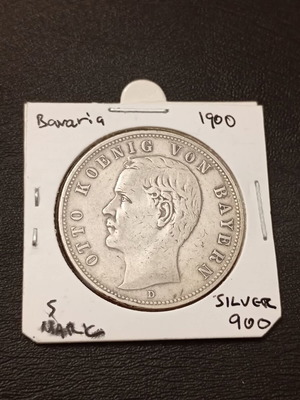 Bavaria 1900
OTTO KOENIG VON BAYERN
D
5 SILVER
MARK 900